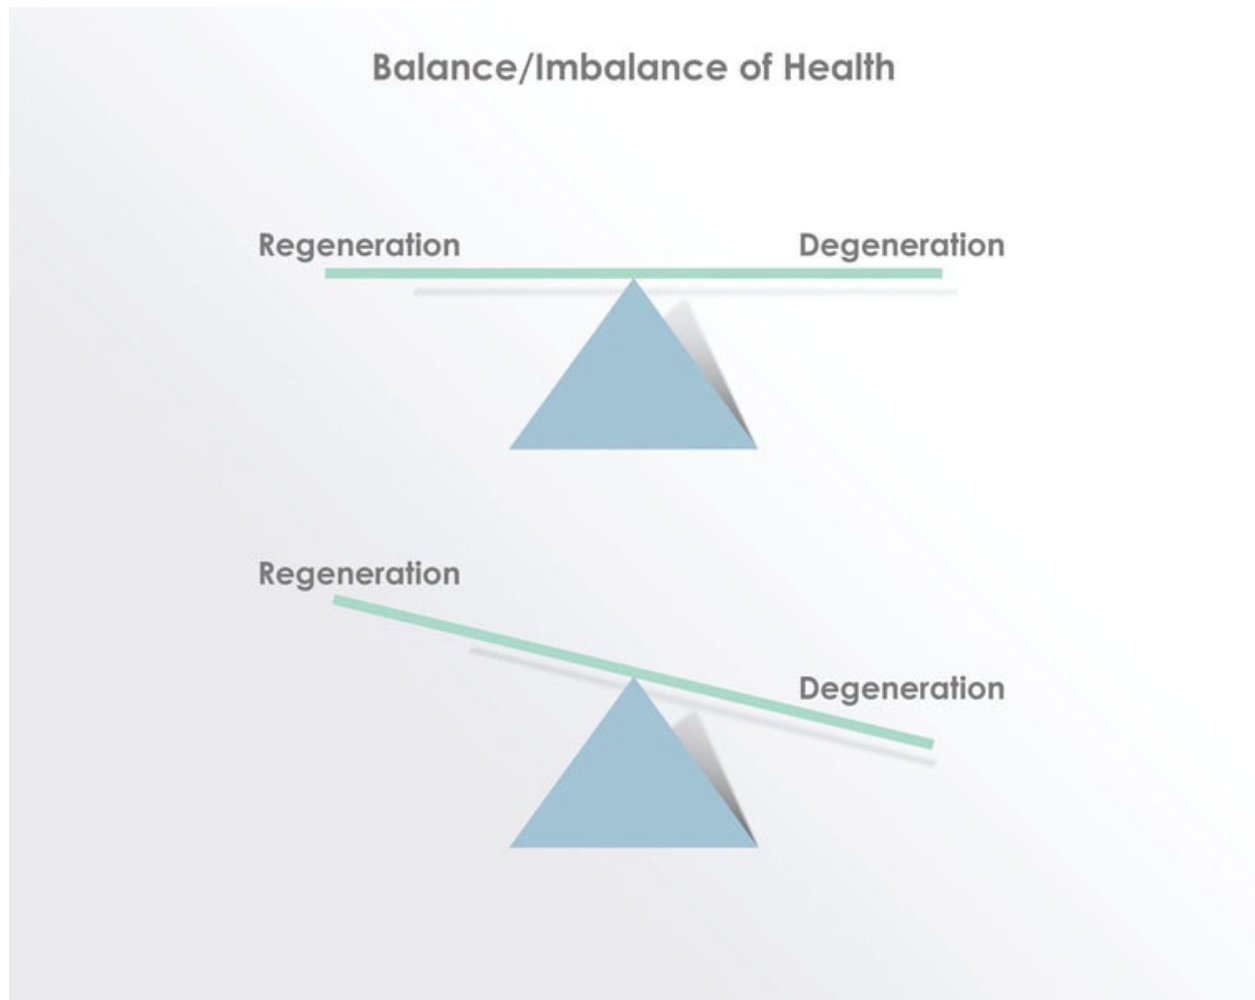 Balance/Imbalance of Health
Regeneration
Degeneration
Regeneration
Degeneration